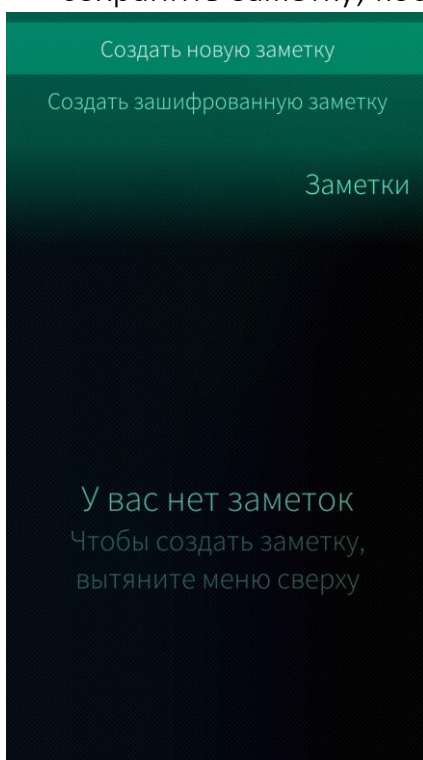 Создать новую заметку
Создать зашифрованную заметку
Заметки
У вас нет заметок
Чтобы создать заметку,
вытяните меню сверху